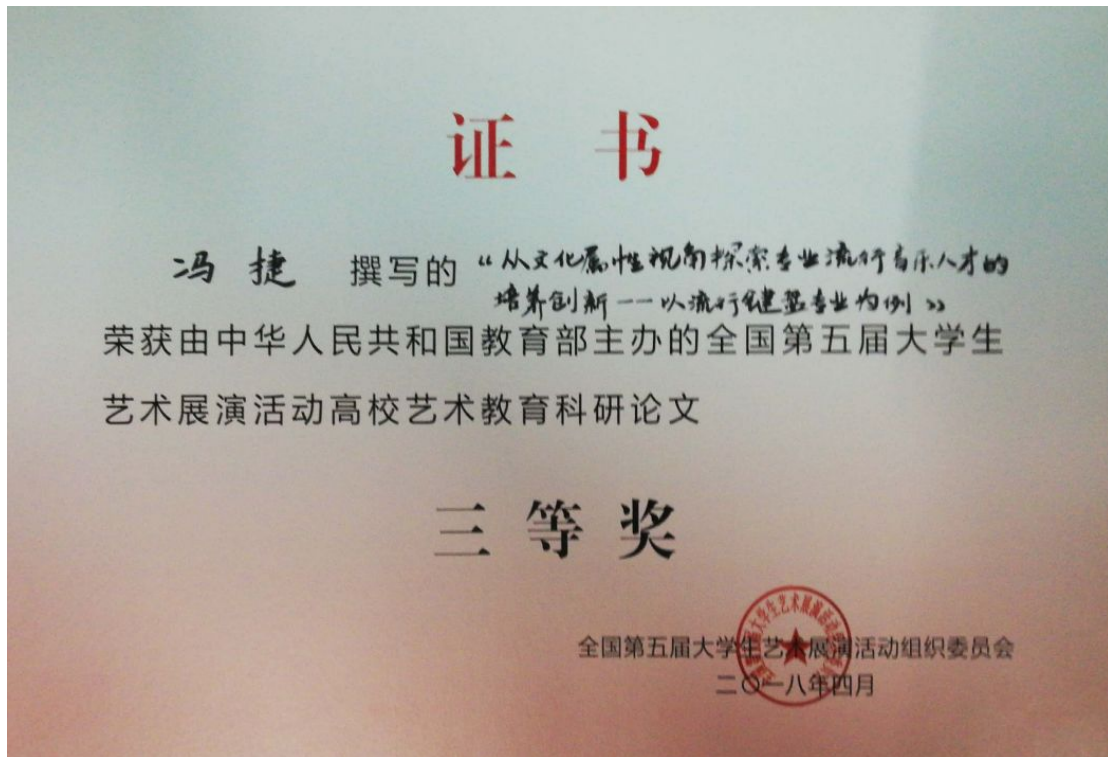 证 书
冯捷 撰写的 “从文化属性视角探索专业流行音乐人才的
培养创新——以流行键盘专业为例”
荣获由中华人民共和国教育部主办的全国第五届大学生
艺术展演活动高校艺术教育科研论文
三等奖
全国第五届大学生艺术展演活动组织委员会
二〇一八年四月